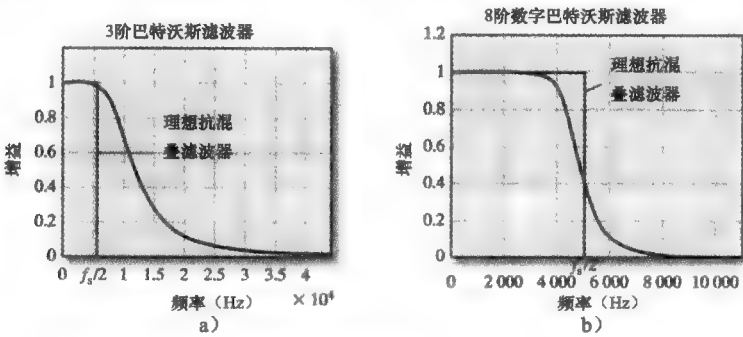 3阶巴特沃斯滤波器
1
0.8
0.6
0.4
0.2
0
增益
理想抗混
量滤波器
0 fs/2 1 1.5 2 2.5 3 3.5 4
频率（Hz） × 10⁴
a）
8阶数字巴特沃斯滤波器
1.2
1
0.8
0.6
0.4
0.2
0
增益
理想抗混
量滤波器
0 2 000 4 000 fs/2 6 000 8 000 10 000
频率（Hz）
b）